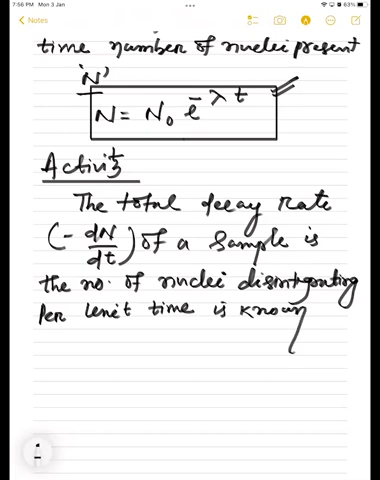 7:56 PM Mon 3 Jan
63%
Notes
time number of nuclei present
'N'
N = N₀ e^-λt
Activity
The total decay rate
(- dN/dt) of a sample is
the no. of nuclei disintegrating
Per unit time is known
1